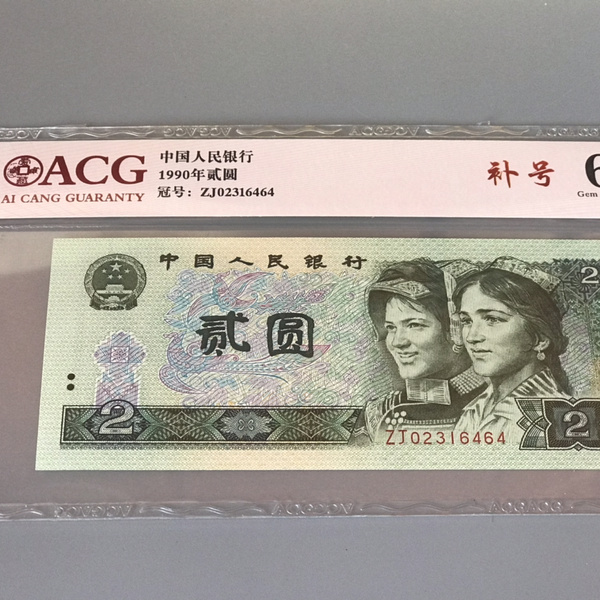 ACG
AI CANG GUARANTY
中国人民银行
1990年贰圆
冠号：ZJ02316464
补号
6
Gem
中国人民银行
贰圆
2
2
ZJ02316464
2